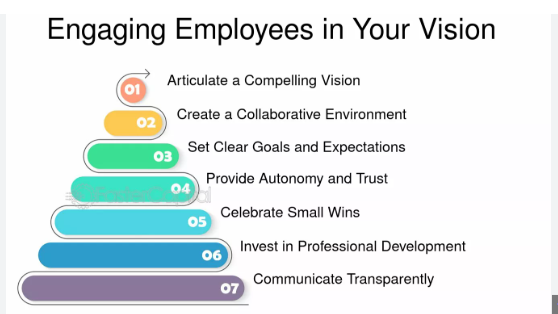 Engaging Employees in Your Vision
01 Articulate a Compelling Vision
02 Create a Collaborative Environment
03 Set Clear Goals and Expectations
04 Provide Autonomy and Trust
05 Celebrate Small Wins
06 Invest in Professional Development
07 Communicate Transparently